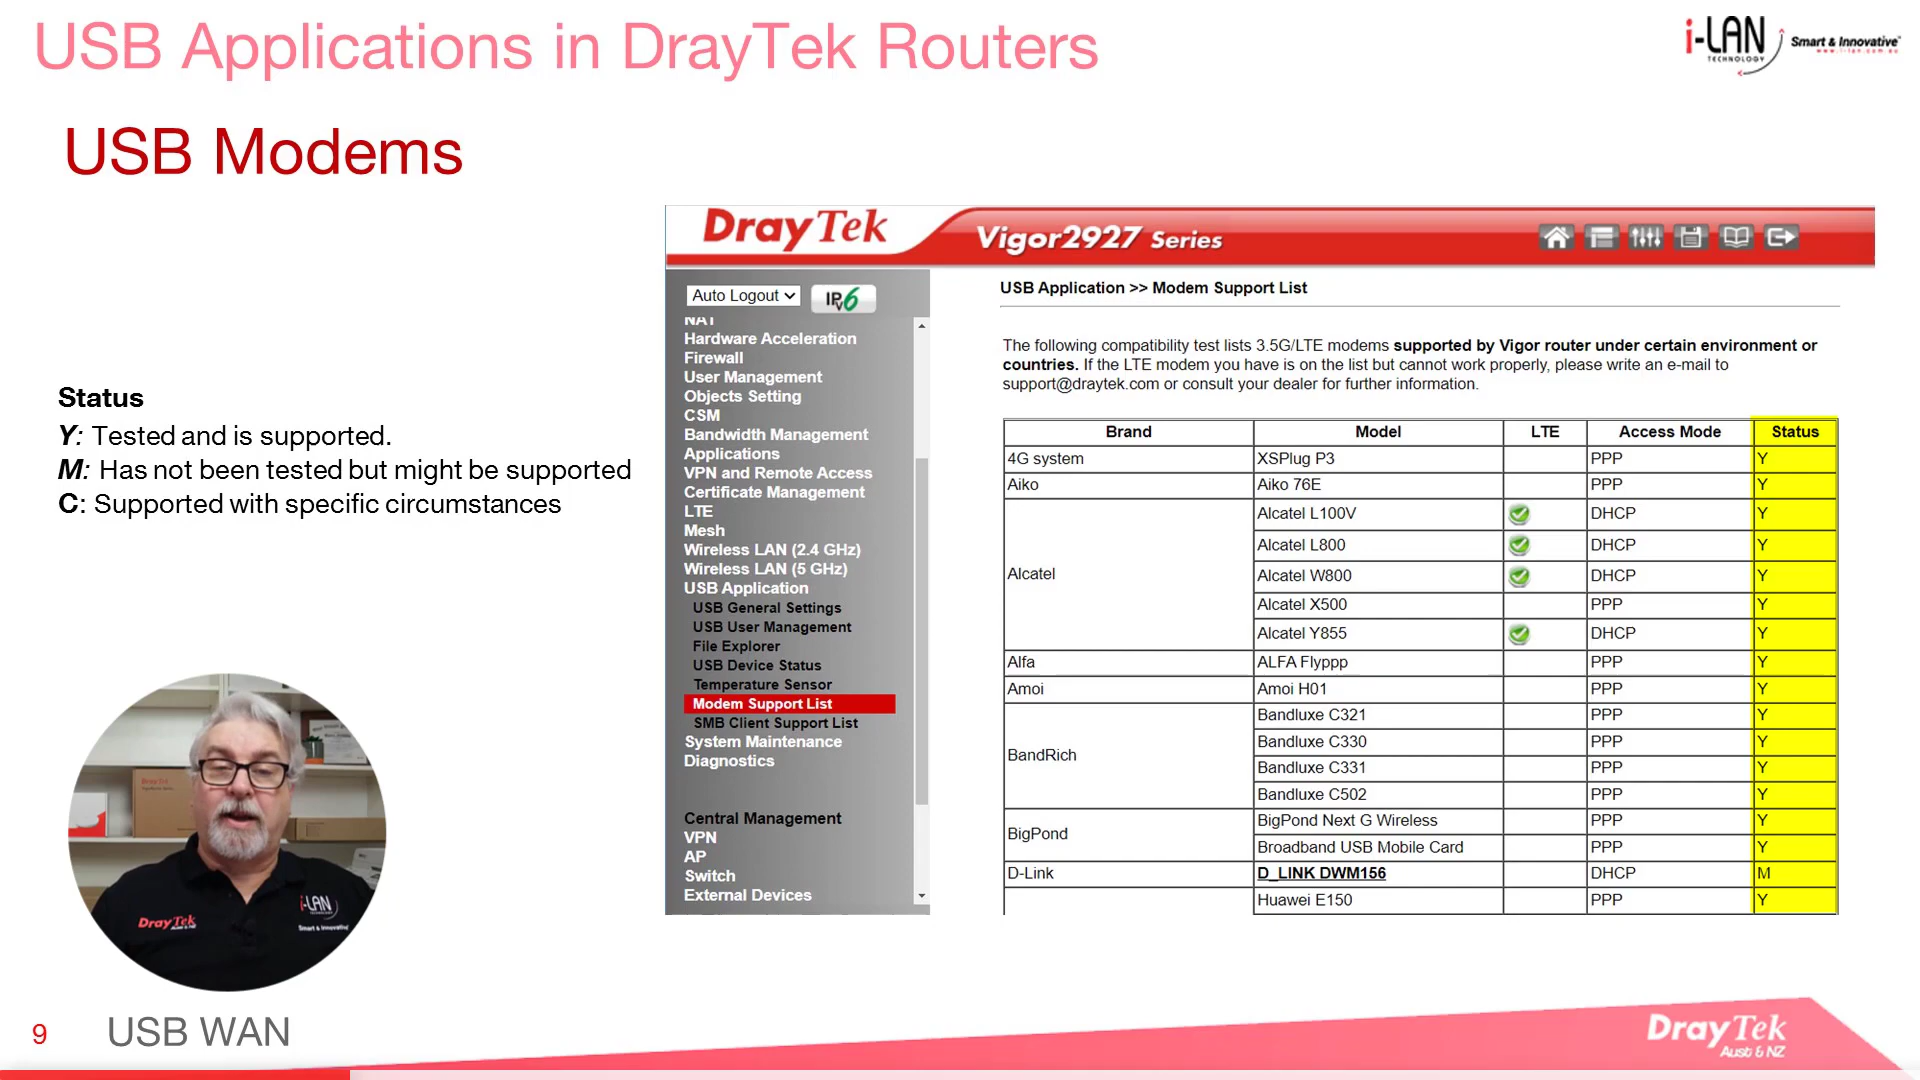 USB Applications in DrayTek Routers
i-LAN TECHNOLOGY Smart & Innovative™
www.i-lan.com.au
USB Modems
DrayTek Vigor2927 Series
Auto Logout IPv6
NAT
Hardware Acceleration
Firewall
User Management
Objects Setting
CSM
Bandwidth Management
Applications
VPN and Remote Access
Certificate Management
LTE
Mesh
Wireless LAN (2.4 GHz)
Wireless LAN (5 GHz)
USB Application
USB General Settings
USB User Management
File Explorer
USB Device Status
Temperature Sensor
Modem Support List
SMB Client Support List
System Maintenance
Diagnostics
Central Management
VPN
AP
Switch
External Devices
USB Application >> Modem Support List
The following compatibility test lists 3.5G/LTE modems supported by Vigor router under certain environment or
countries. If the LTE modem you have is on the list but cannot work properly, please write an e-mail to
support@draytek.com or consult your dealer for further information.
Brand Model LTE Access Mode Status
4G system XSPlug P3 PPP Y
Aiko Aiko 76E PPP Y
Alcatel Alcatel L100V DHCP Y
Alcatel L800 DHCP Y
Alcatel W800 DHCP Y
Alcatel X500 PPP Y
Alcatel Y855 DHCP Y
Alfa ALFA Flyppp PPP Y
Amoi Amoi H01 PPP Y
BandRich Bandluxe C321 PPP Y
Bandluxe C330 PPP Y
Bandluxe C331 PPP Y
Bandluxe C502 PPP Y
BigPond BigPond Next G Wireless PPP Y
Broadband USB Mobile Card PPP Y
D-Link D_LINK DWM156 DHCP M
Huawei E150 PPP Y
Status
Y: Tested and is supported.
M: Has not been tested but might be supported
C: Supported with specific circumstances
DrayTek
Aust & NZ
i-LAN
TECHNOLOGY
Smart & Innovative
9 USB WAN
DrayTek
Aust & NZ